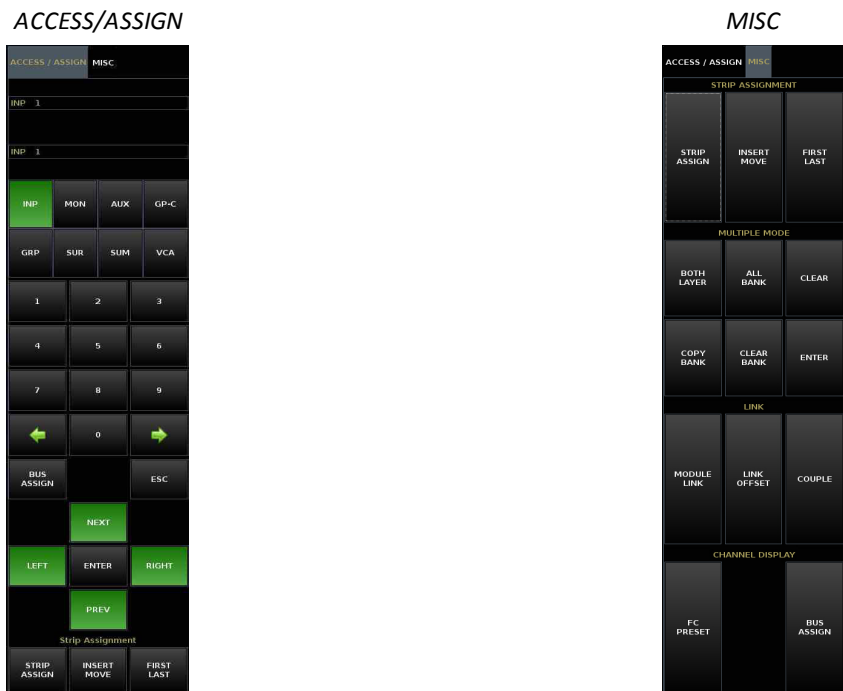 ACCESS/ASSIGN
ACCESS / ASSIGN MISC
INP 1
INP 1
INP MON AUX GP-C
GRP SUR SUM VCA
1 2 3
4 5 6
7 8 9
0
BUS ASSIGN ESC
NEXT
LEFT ENTER RIGHT
PREV
Strip Assignment
STRIP ASSIGN INSERT MOVE FIRST LAST
MISC
ACCESS / ASSIGN MISC
STRIP ASSIGNMENT
STRIP ASSIGN INSERT MOVE FIRST LAST
MULTIPLE MODE
BOTH LAYER ALL BANK CLEAR
COPY BANK CLEAR BANK ENTER
LINK
MODULE LINK LINK OFFSET COUPLE
CHANNEL DISPLAY
FC PRESET BUS ASSIGN